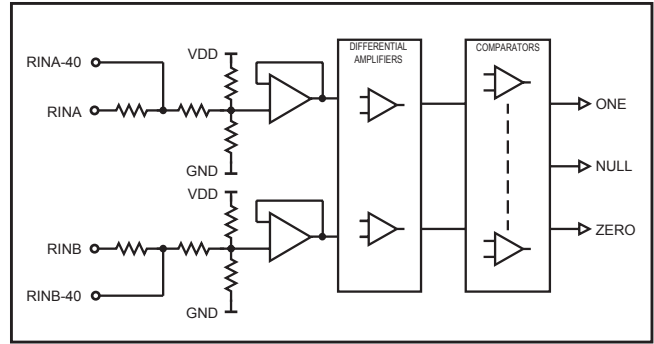 RINA-40
RINA
VDD
GND
VDD
RINB
RINB-40
GND
DIFFERENTIAL
AMPLIFIERS
COMPARATORS
ONE
NULL
ZERO